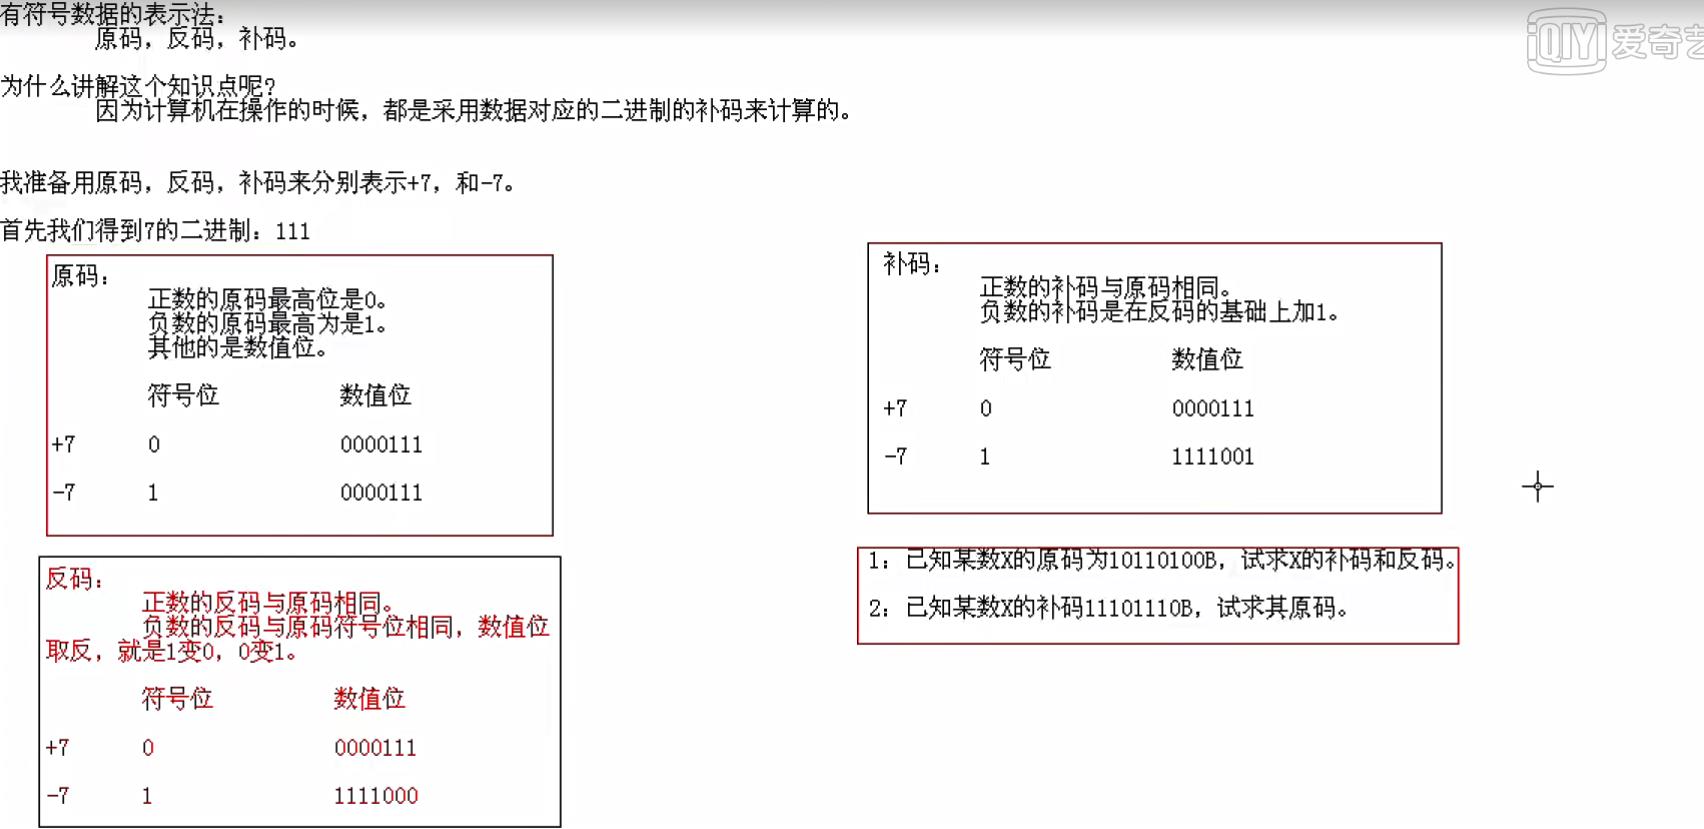 有符号数据的表示法:
原码，反码，补码。
为什么讲解这个知识点呢?
因为计算机在操作的时候，都是采用数据对应的二进制的补码来计算的。
我准备用原码，反码，补码来分别表示+7，和-7。
首先我们得到7的二进制：111
原码：
正数的原码最高位是0。
负数的原码最高为是1。
其他的是数值位。
符号位 数值位
+7 0 0000111
-7 1 0000111
反码：
正数的反码与原码相同。
负数的反码与原码符号位相同，数值位
取反，就是1变0，0变1。
符号位 数值位
+7 0 0000111
-7 1 1111000
补码：
正数的补码与原码相同。
负数的补码是在反码的基础上加1。
符号位 数值位
+7 0 0000111
-7 1 1111001
1：已知某数X的原码为10110100B，试求X的补码和反码。
2：已知某数X的补码11101110B，试求其原码。
iQIYI 爱奇艺